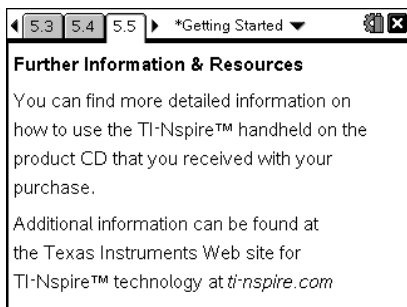 5.3 5.4 5.5 *Getting Started
Further Information & Resources
You can find more detailed information on
how to use the TI-Nspire™ handheld on the
product CD that you received with your
purchase.
Additional information can be found at
the Texas Instruments Web site for
TI-Nspire™ technology at ti-nspire.com